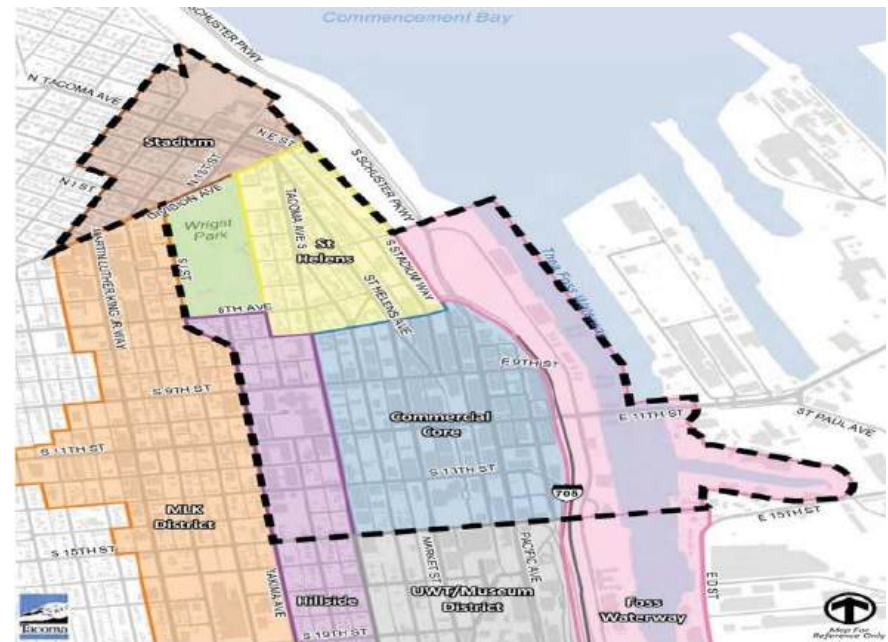 Commencement Bay
SCHUSTER PKWY
N TACOMA AVE
Stadium
N E ST
N 1ST ST
N I ST
DIVISION AVE
S SCHUSTER PKWY
Wright
Park
TACOMA AVE S
St
Helens
S STADIUM WAY
Thea Foss Waterway
MARTIN LUTHER KING JR WAY
S I ST
ST HELENS AVE
6TH AVE
S 9TH ST
E 9TH ST
Commercial
Core
E 11TH ST
ST PAUL AVE
S 11TH ST
S 13TH ST
705
MLK
District
E 15TH ST
S 15TH ST
YAKIMA AVE
Hillside
MARKET ST
PACIFIC AVE
UWT/Museum
District
Foss
Waterway
E D ST
S 19TH ST
Tacoma
Map For
Reference Only